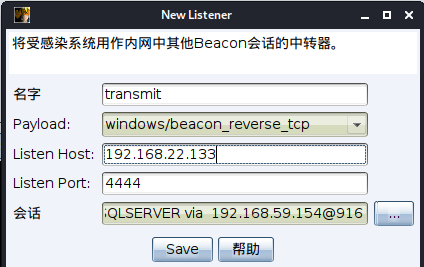 New Listener
将受感染系统用作内网中其他Beacon会话的中转器。
名字 transmit
Payload: windows/beacon_reverse_tcp
Listen Host: 192.168.22.133
Listen Port: 4444
会话 SQLSERVER via 192.168.59.154@916 ...
Save 帮助